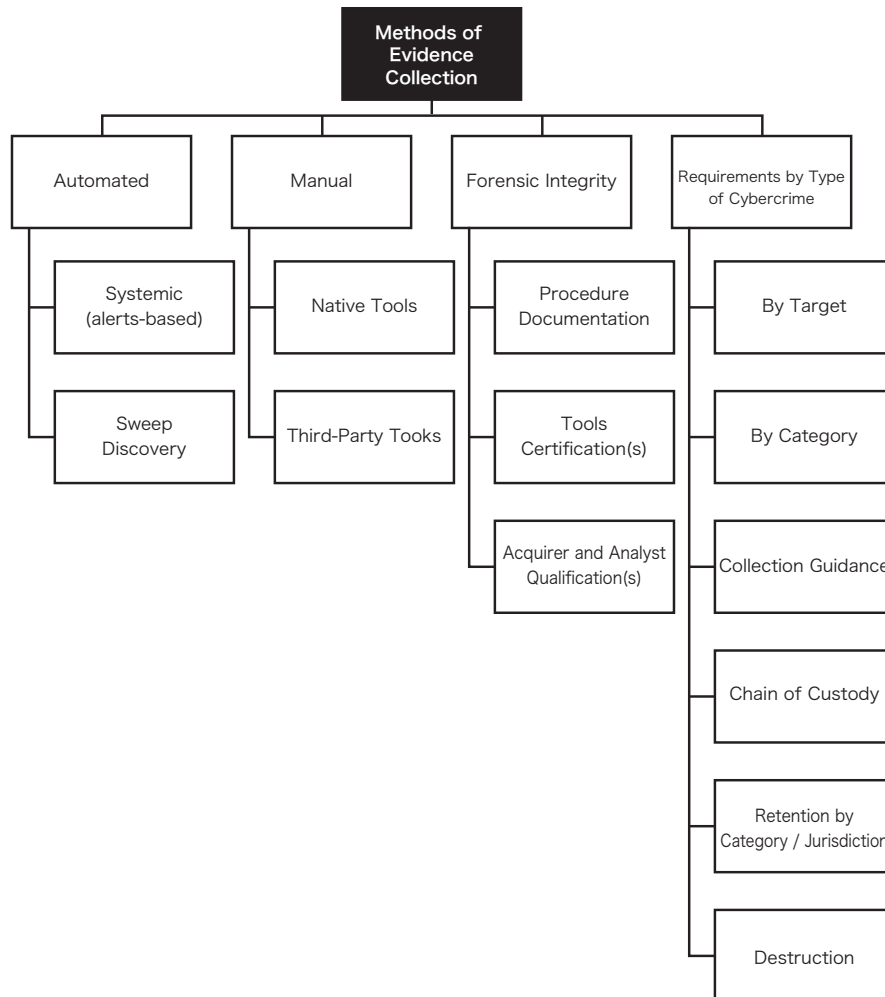 Methods of
Evidence
Collection
Automated
Manual
Forensic Integrity
Requirements by Type
of Cybercrime
Systemic
(alerts-based)
Native Tools
Procedure
Documentation
By Target
Sweep
Discovery
Third-Party Tooks
Tools
Certification(s)
By Category
Acquirer and Analyst
Qualification(s)
Collection Guidance
Chain of Custody
Retention by
Category / Jurisdiction
Destruction